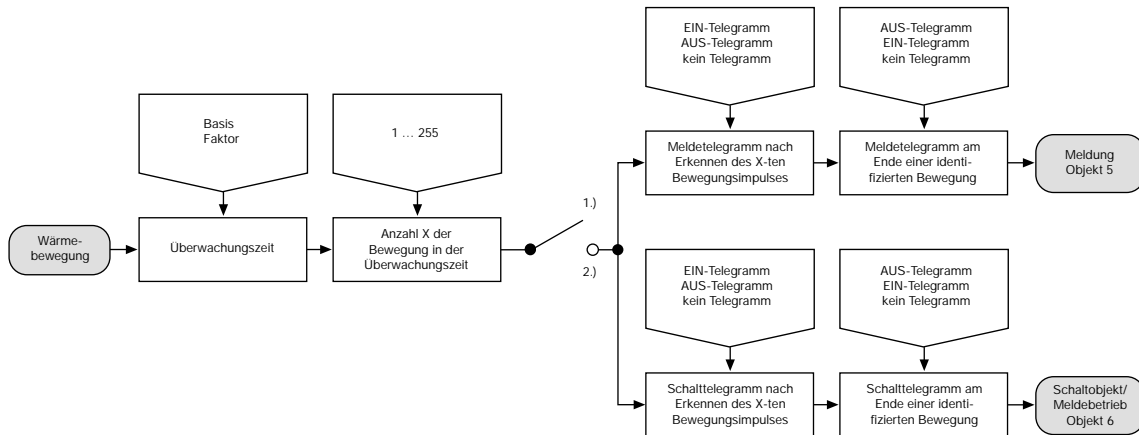 EIN-Telegramm
AUS-Telegramm
kein Telegramm
AUS-Telegramm
EIN-Telegramm
kein Telegramm
Basis
Faktor
1 … 255
Meldetelegramm nach
Erkennen des X-ten
Bewegungsimpulses
Meldetelegramm am
Ende einer identi-
fizierten Bewegung
Meldung
Objekt 5
Wärme-
bewegung
Überwachungszeit
Anzahl X der
Bewegung in der
Überwachungszeit
1.)
2.)
EIN-Telegramm
AUS-Telegramm
kein Telegramm
AUS-Telegramm
EIN-Telegramm
kein Telegramm
Schalttelegramm nach
Erkennen des X-ten
Bewegungsimpulses
Schalttelegramm am
Ende einer identi-
fizierten Bewegung
Schaltobjekt/
Meldebetrieb
Objekt 6